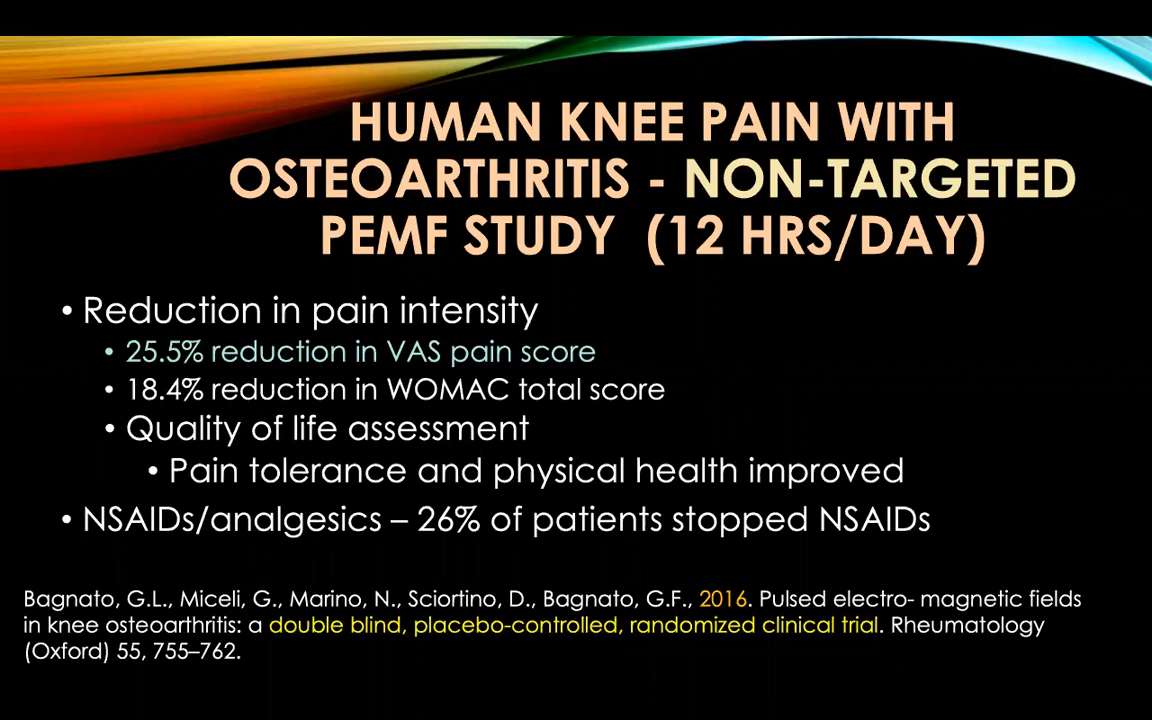 HUMAN KNEE PAIN WITH
OSTEOARTHRITIS - NON-TARGETED
PEMF STUDY (12 HRS/DAY)
• Reduction in pain intensity
• 25.5% reduction in VAS pain score
• 18.4% reduction in WOMAC total score
• Quality of life assessment
• Pain tolerance and physical health improved
• NSAIDs/analgesics – 26% of patients stopped NSAIDs
Bagnato, G.L., Miceli, G., Marino, N., Sciortino, D., Bagnato, G.F., 2016. Pulsed electro- magnetic fields
in knee osteoarthritis: a double blind, placebo-controlled, randomized clinical trial. Rheumatology
(Oxford) 55, 755–762.